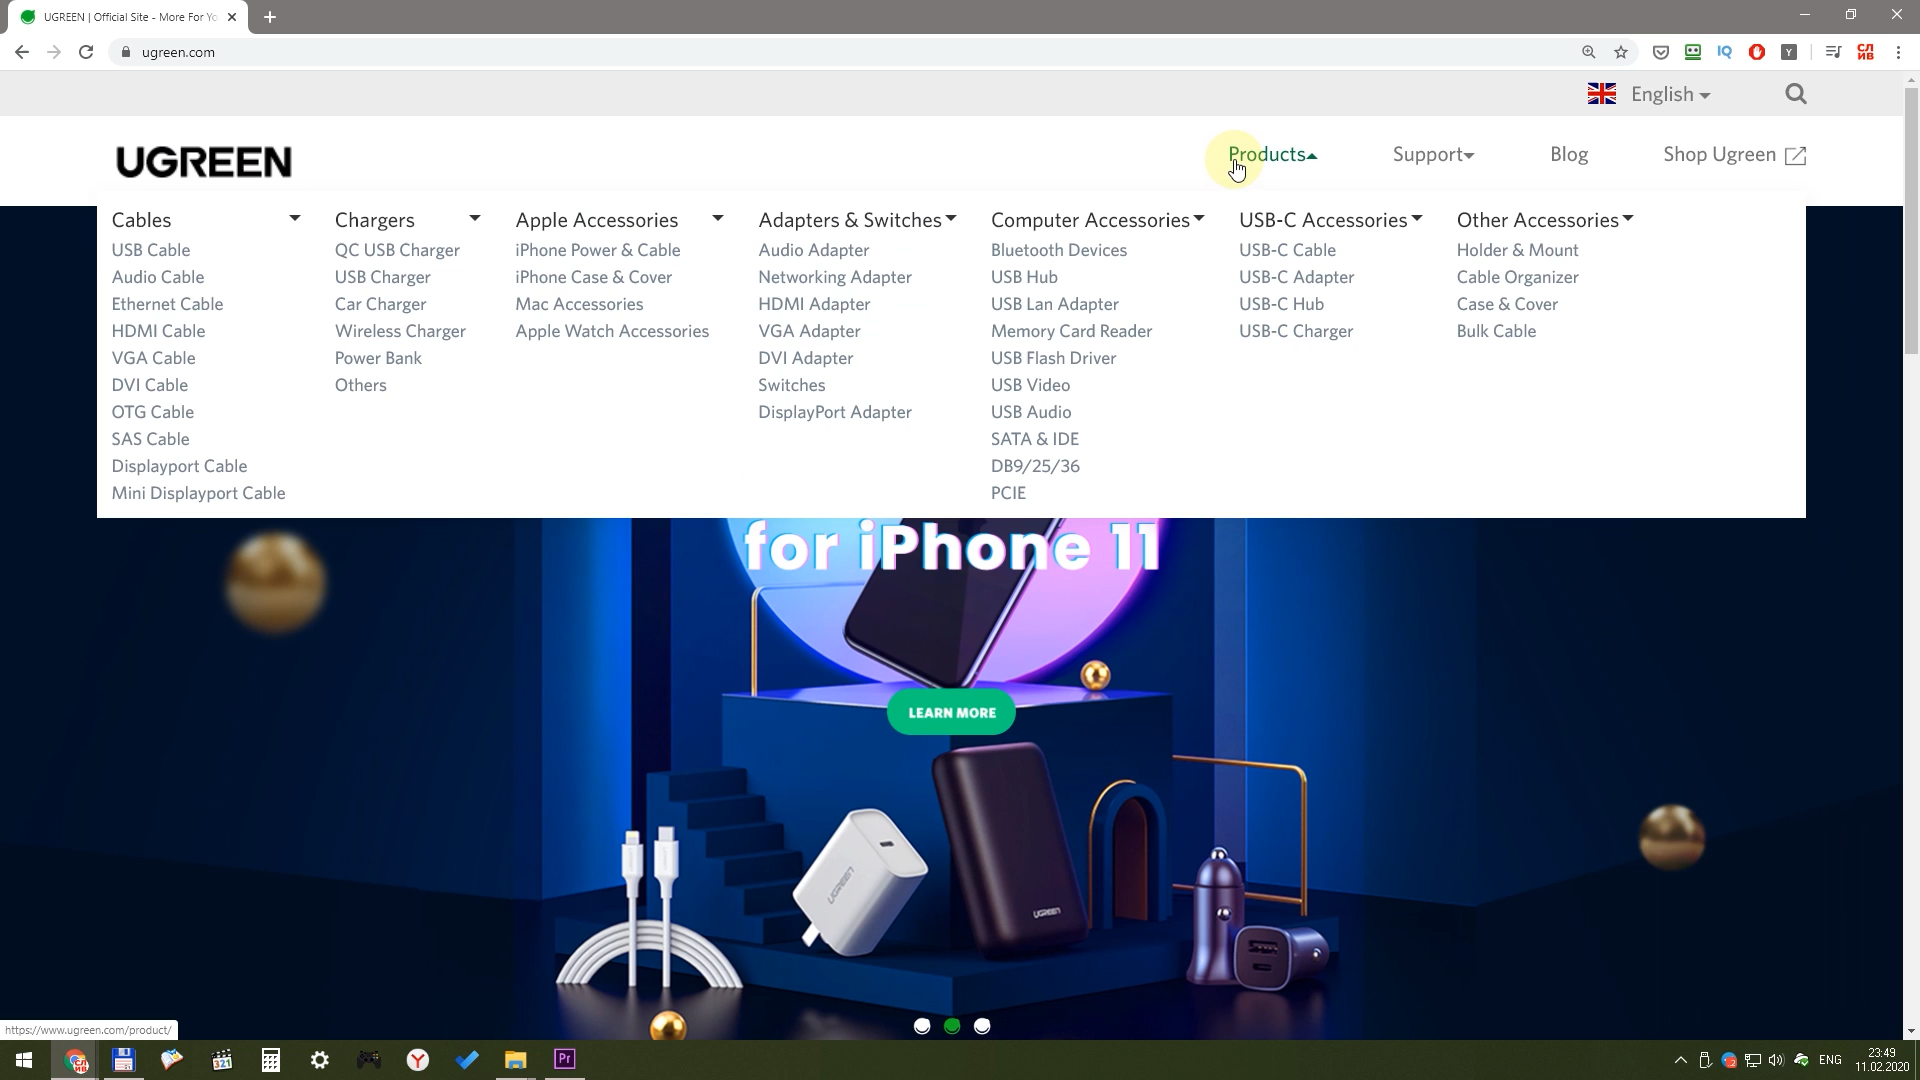 UGREEN | Official Site - More For Yo
ugreen.com
IQ
Y
СЛ
ИВ
English
UGREEN
Products
Support
Blog
Shop Ugreen
Cables
USB Cable
Audio Cable
Ethernet Cable
HDMI Cable
VGA Cable
DVI Cable
OTG Cable
SAS Cable
Displayport Cable
Mini Displayport Cable
Chargers
QC USB Charger
USB Charger
Car Charger
Wireless Charger
Power Bank
Others
Apple Accessories
iPhone Power & Cable
iPhone Case & Cover
Mac Accessories
Apple Watch Accessories
Adapters & Switches
Audio Adapter
Networking Adapter
HDMI Adapter
VGA Adapter
DVI Adapter
Switches
DisplayPort Adapter
Computer Accessories
Bluetooth Devices
USB Hub
USB Lan Adapter
Memory Card Reader
USB Flash Driver
USB Video
USB Audio
SATA & IDE
DB9/25/36
PCIE
USB-C Accessories
USB-C Cable
USB-C Adapter
USB-C Hub
USB-C Charger
Other Accessories
Holder & Mount
Cable Organizer
Case & Cover
Bulk Cable
for iPhone 11
LEARN MORE
UGREEN
UGREEN
https://www.ugreen.com/product/
СЛ
ИВ
321
Y
Pr
ENG
23:49
11.02.2020